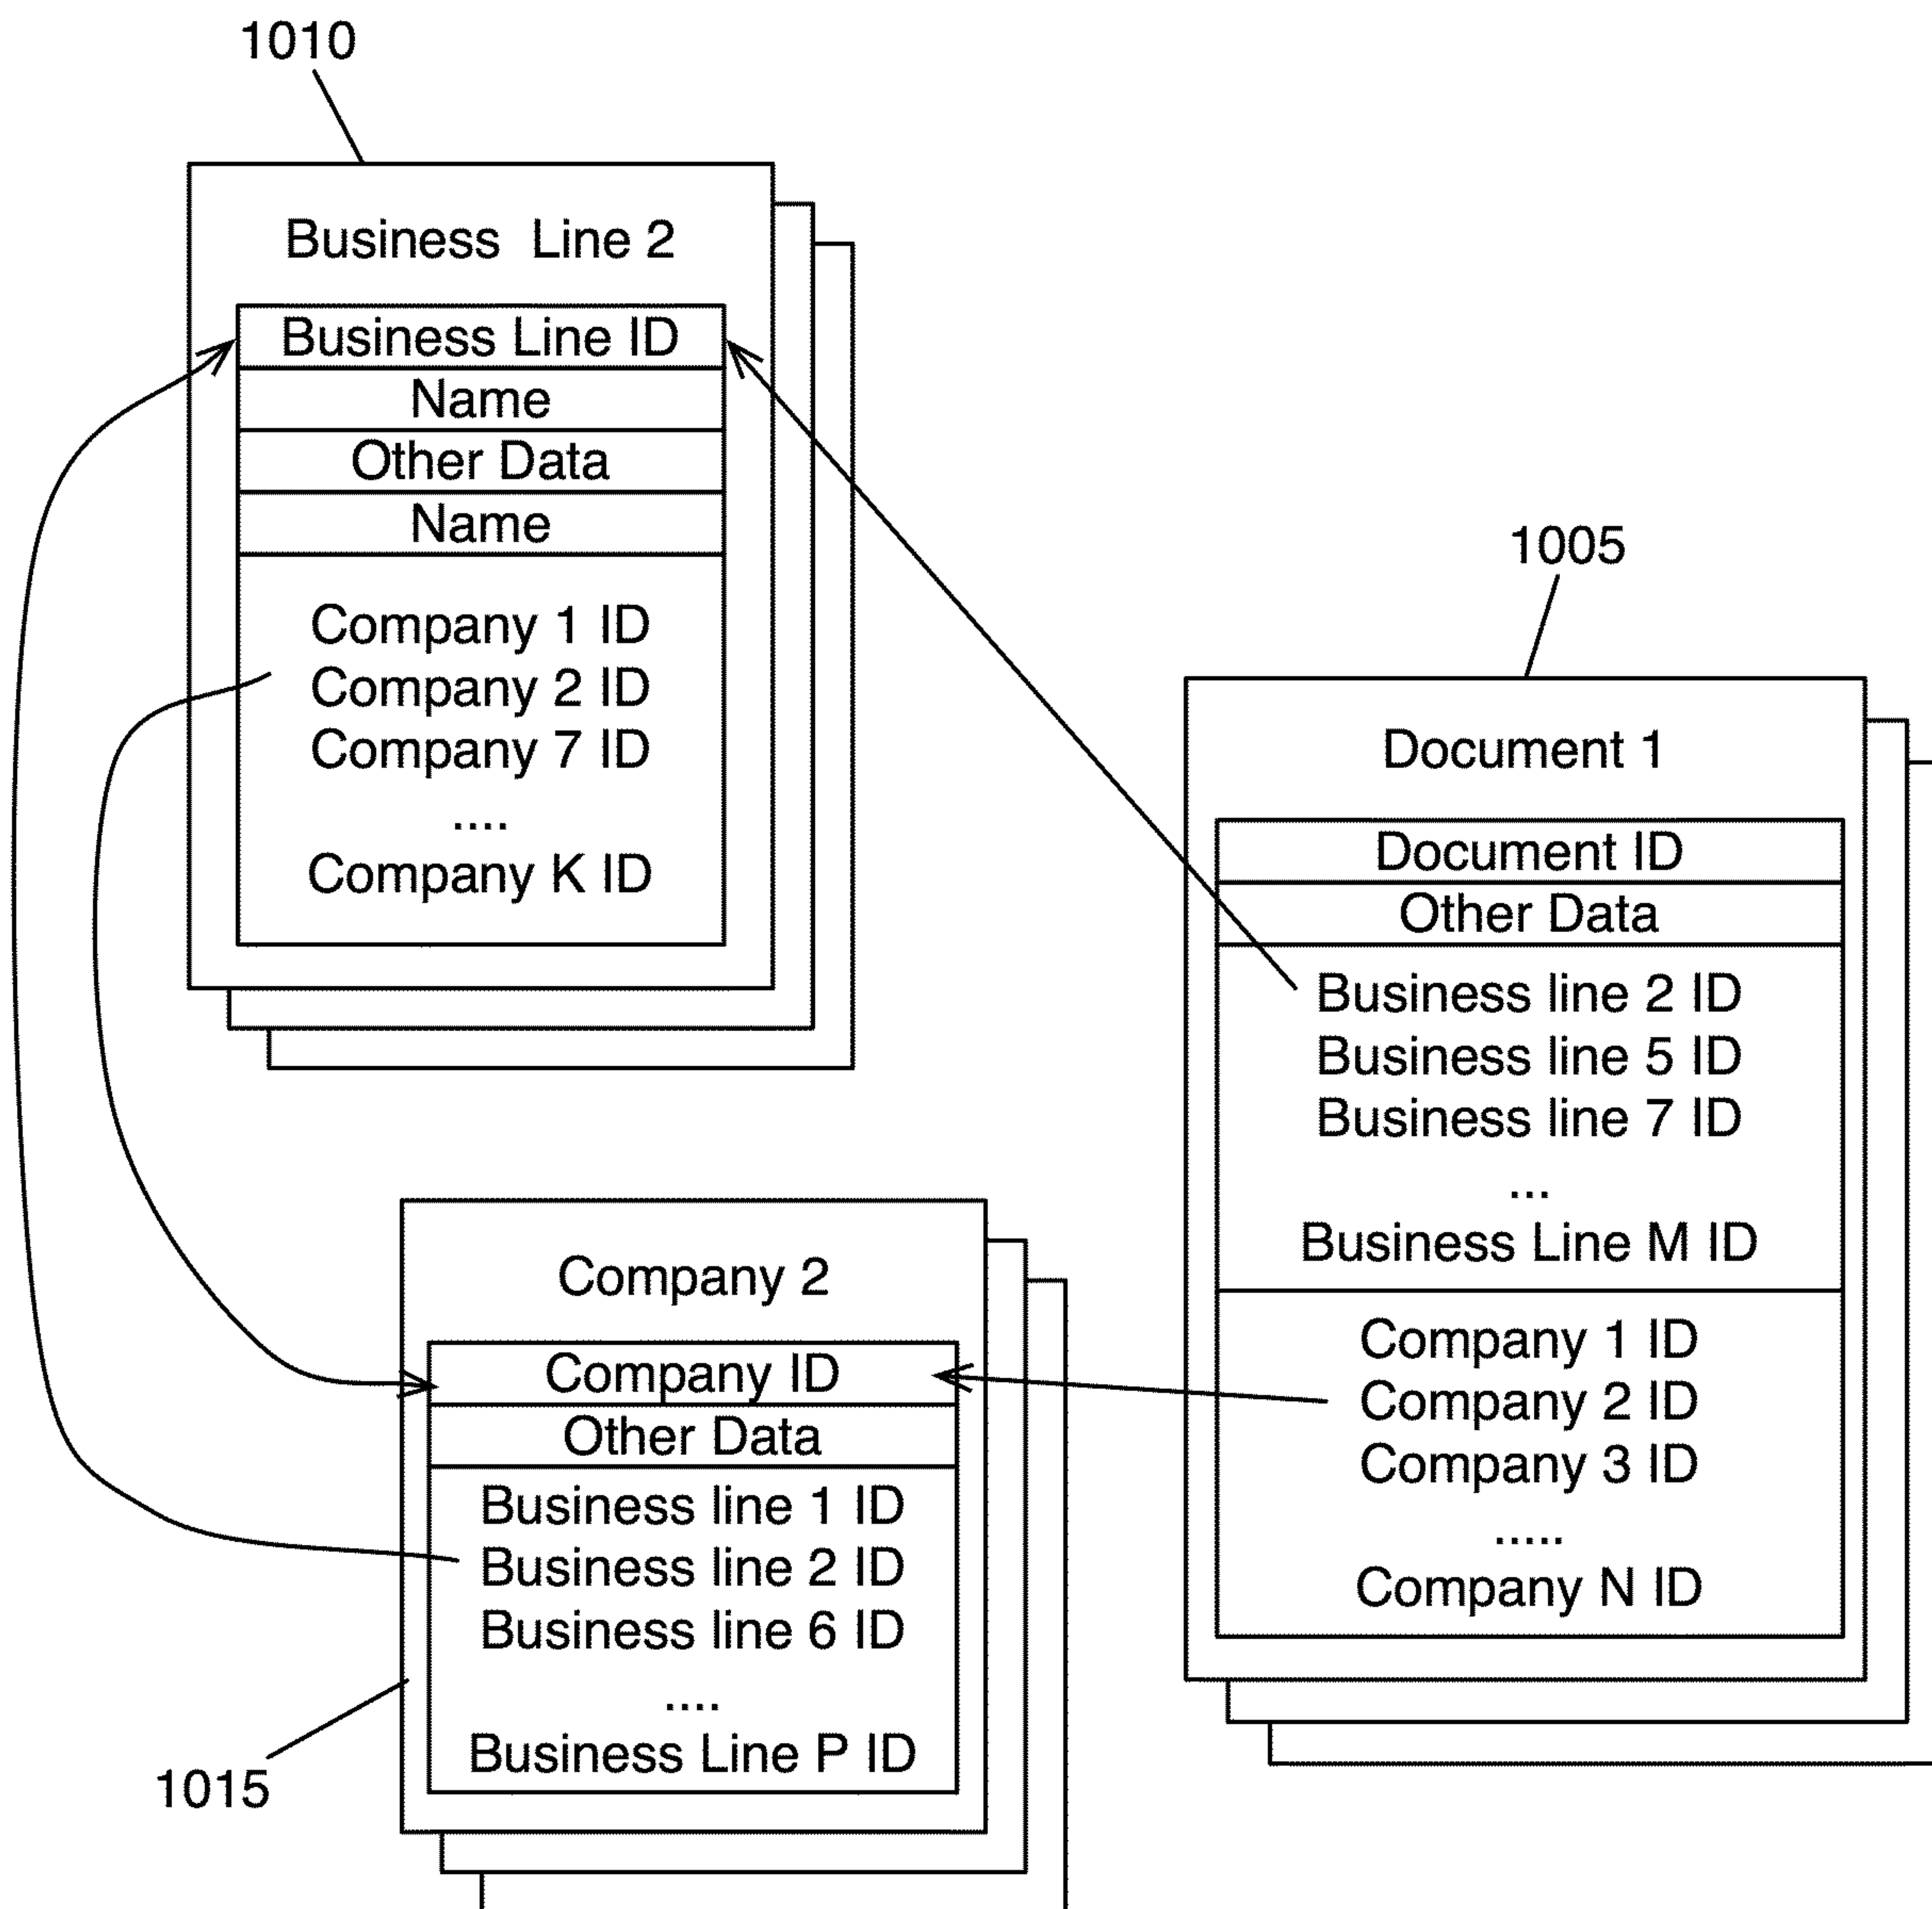 1010
Business Line 2
Business Line ID
Name
Other Data
Name
Company 1 ID
Company 2 ID
Company 7 ID
....
Company K ID
1005
Document 1
Document ID
Other Data
Business line 2 ID
Business line 5 ID
Business line 7 ID
...
Business Line M ID
Company 1 ID
Company 2 ID
Company 3 ID
.....
Company N ID
Company 2
Company ID
Other Data
Business line 1 ID
Business line 2 ID
Business line 6 ID
....
Business Line P ID
1015